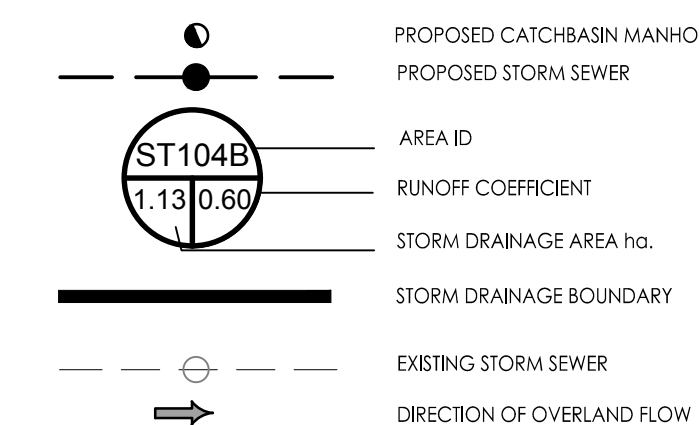 PROPOSED CATCHBASIN MANHO
PROPOSED STORM SEWER
ST104B
AREA ID
1.13 0.60
RUNOFF COEFFICIENT
STORM DRAINAGE AREA ha.
STORM DRAINAGE BOUNDARY
EXISTING STORM SEWER
DIRECTION OF OVERLAND FLOW